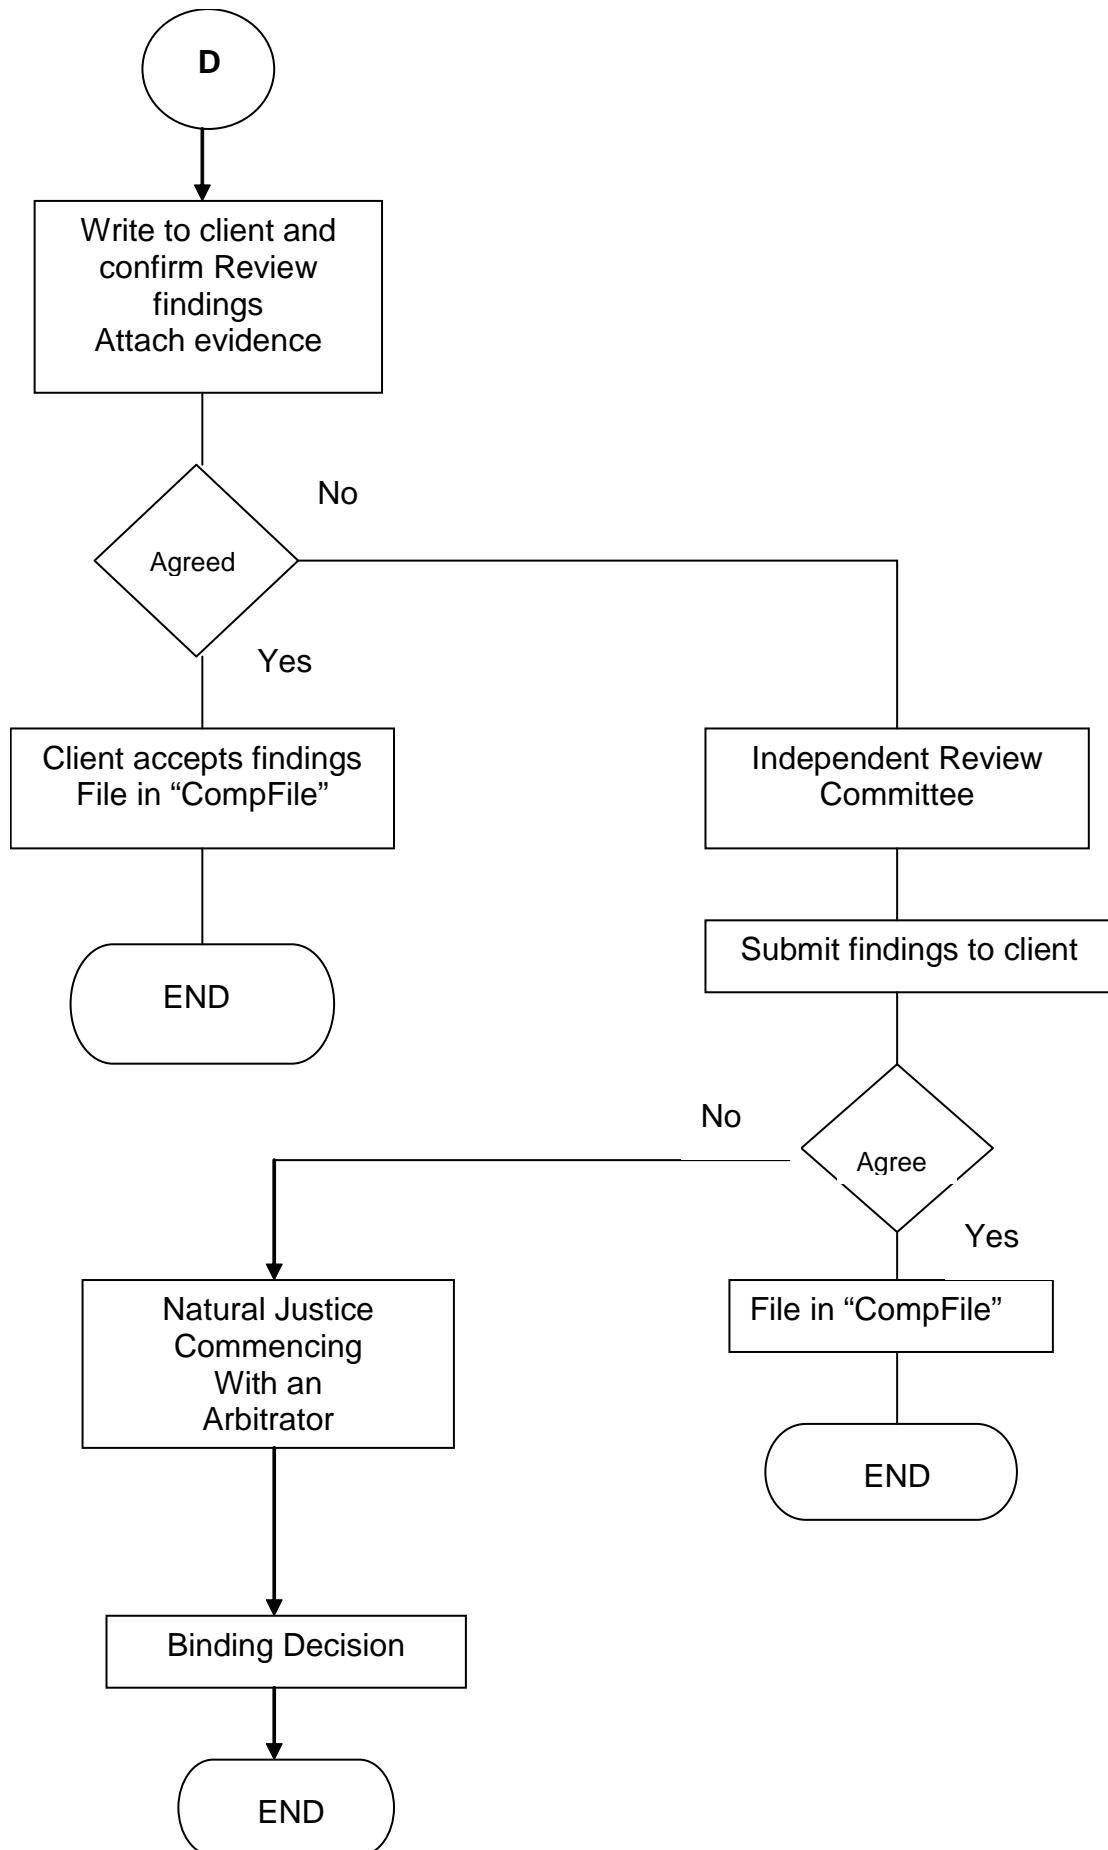 D
Write to client and
confirm Review
findings
Attach evidence
No
Agreed
Yes
Client accepts findings
File in “CompFile”
Independent Review
Committee
Submit findings to client
END
No
Agree
Yes
Natural Justice
Commencing
With an
Arbitrator
File in “CompFile”
END
Binding Decision
END